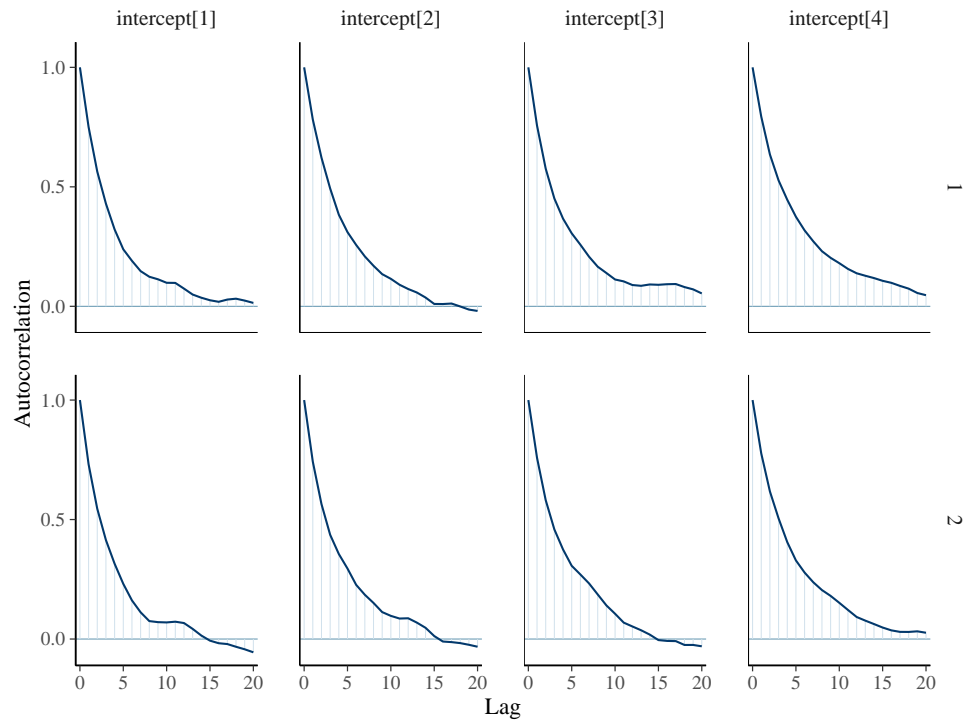 intercept[1] intercept[2] intercept[3] intercept[4]
Autocorrelation
1.0
0.5
0.0
1
1.0
0.5
0.0
2
0 5 10 15 20 0 5 10 15 20 0 5 10 15 20 0 5 10 15 20
Lag